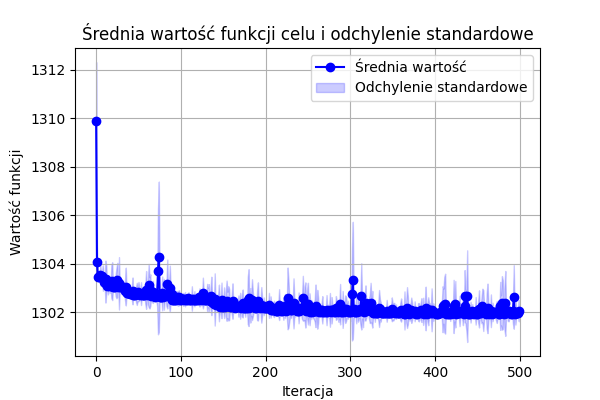 Średnia wartość funkcji celu i odchylenie standardowe
Średnia wartość
Odchylenie standardowe
Wartość funkcji
1312
1310
1308
1306
1304
1302
0 100 200 300 400 500
Iteracja